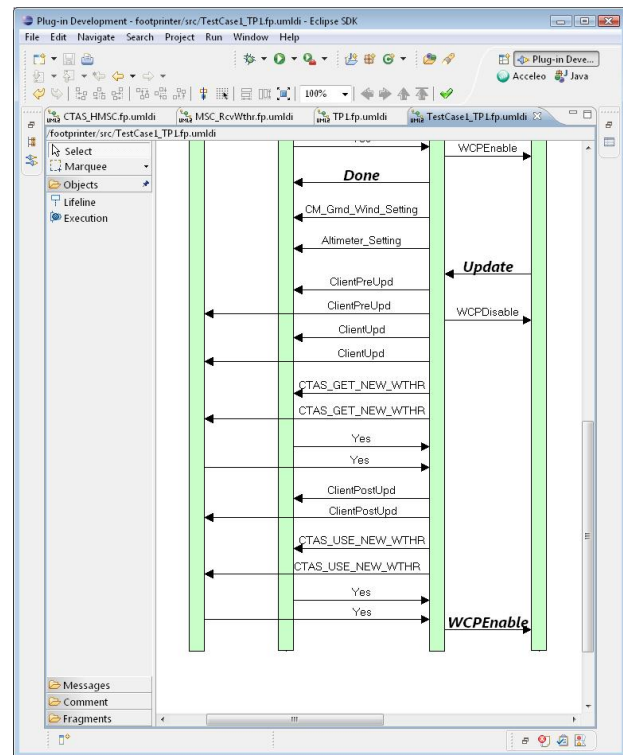 Plug-in Development - footprinter/src/TestCase1_TP1.fp.umldi - Eclipse SDK
File Edit Navigate Search Project Run Window Help
Plug-in Deve...
Acceleo Java
100%
CTAS_HMSC.fp.umldi MSC_RcvWthr.fp.umldi TP1.fp.umldi TestCase1_TP1.fp.umldi
/footprinter/src/TestCase1_TP1.fp.umldi
Select
Marquee
Objects
Lifeline
Execution
WCPEnable
Done
CM_Grnd_Wind_Setting
Altimeter_Setting
Update
ClientPreUpd
ClientPreUpd
WCPDisable
ClientUpd
ClientUpd
CTAS_GET_NEW_WTHR
CTAS_GET_NEW_WTHR
Yes
Yes
ClientPostUpd
ClientPostUpd
CTAS_USE_NEW_WTHR
CTAS_USE_NEW_WTHR
Yes
Yes
WCPEnable
Messages
Comment
Fragments